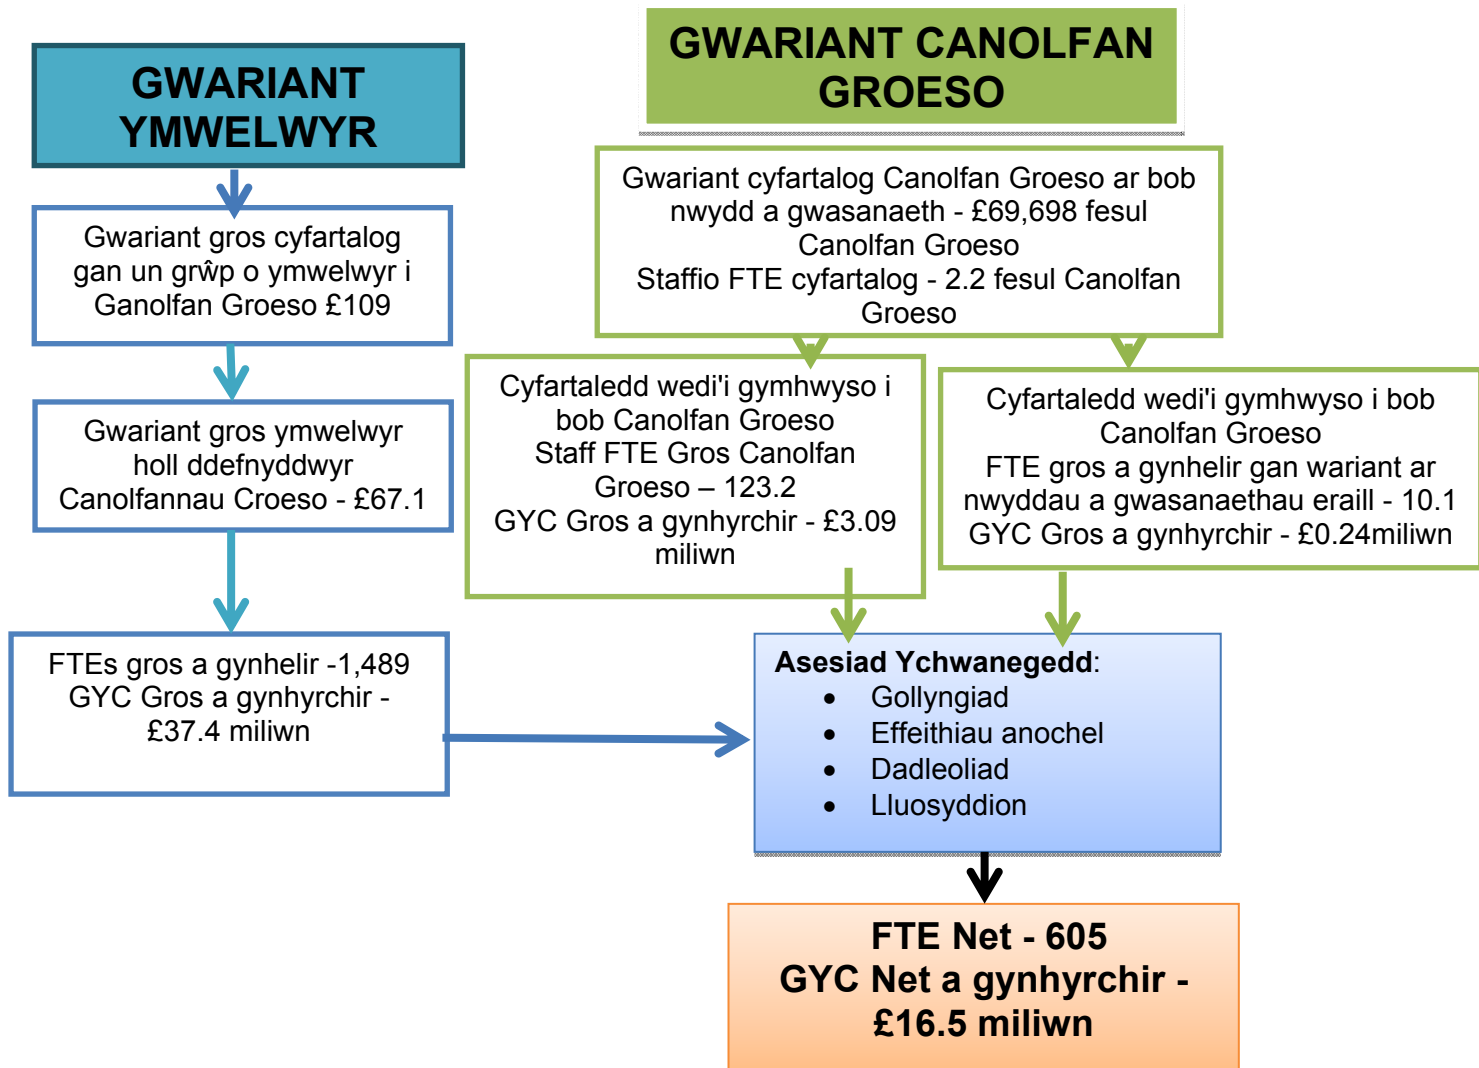 GWARIANT
YMWELWYR
Gwariant gros cyfartalog
gan un grŵp o ymwelwyr i
Ganolfan Groeso £109
Gwariant gros ymwelwyr
holl ddefnyddwyr
Canolfannau Croeso - £67.1
FTEs gros a gynhelir -1,489
GYC Gros a gynhyrchir -
£37.4 miliwn
GWARIANT CANOLFAN
GROESO
Gwariant cyfartalog Canolfan Groeso ar bob
nwydd a gwasanaeth - £69,698 fesul
Canolfan Groeso
Staffio FTE cyfartalog - 2.2 fesul Canolfan
Groeso
Cyfartaledd wedi'i gymhwyso i
bob Canolfan Groeso
Staff FTE Gros Canolfan
Groeso – 123.2
GYC Gros a gynhyrchir - £3.09
miliwn
Cyfartaledd wedi'i gymhwyso i bob
Canolfan Groeso
FTE gros a gynhelir gan wariant ar
nwyddau a gwasanaethau eraill - 10.1
GYC Gros a gynhyrchir - £0.24miliwn
Asesiad Ychwanegedd:
• Gollyngiad
• Effeithiau anochel
• Dadleoliad
• Lluosyddion
FTE Net - 605
GYC Net a gynhyrchir -
£16.5 miliwn